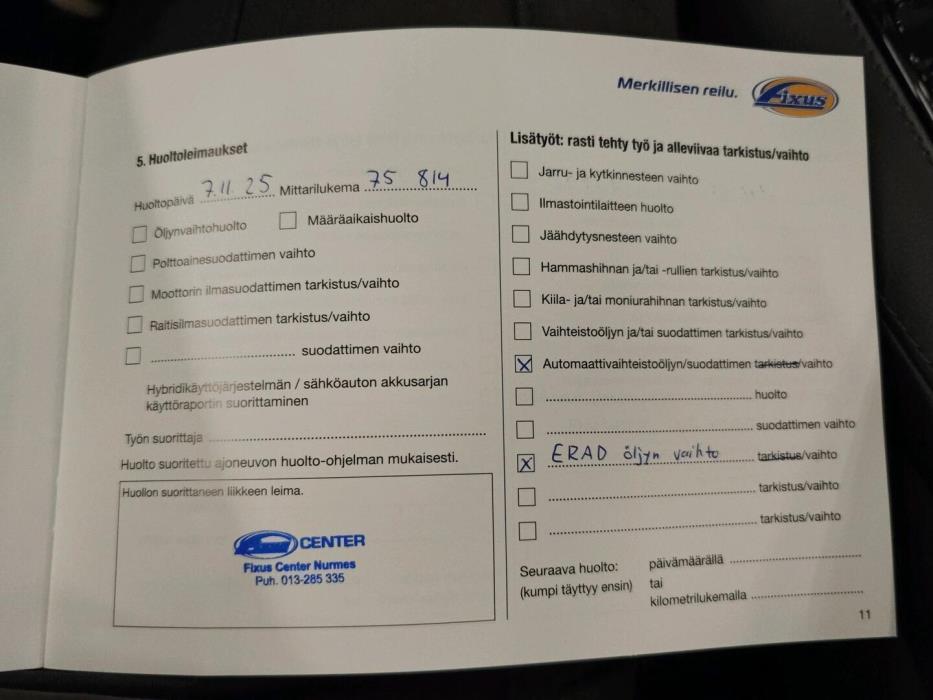 Merkillisen reilu. Fixus
5. Huoltoleimaukset
Huoltopäivä 7.11.25 Mittarilukema 75 814
Öljynvaihtohuolto Määräaikaishuolto
Polttoainesuodattimen vaihto
Moottorin ilmasuodattimen tarkistus/vaihto
Raitisilmasuodattimen tarkistus/vaihto
suodattimen vaihto
Hybridikäyttöjärjestelmän / sähköauton akkusarjan
käyttöraportin suorittaminen
Työn suorittaja
Huolto suoritettu ajoneuvon huolto-ohjelman mukaisesti.
Huollon suorittaneen liikkeen leima.
Fixus CENTER
Fixus Center Nurmes
Puh. 013-285 335
Lisätyöt: rasti tehty työ ja alleviivaa tarkistus/vaihto
Jarru- ja kytkinnesteen vaihto
Ilmastointilaitteen huolto
Jäähdytysnesteen vaihto
Hammashihnan ja/tai -rullien tarkistus/vaihto
Kiila- ja/tai moniurahihnan tarkistus/vaihto
Vaihteistoöljyn ja/tai suodattimen tarkistus/vaihto
X Automaattivaihteistoöljyn/suodattimen tarkistus/vaihto
huolto
suodattimen vaihto
X ERAD öljyn vaihto tarkistus/vaihto
tarkistus/vaihto
tarkistus/vaihto
Seuraava huolto: päivämäärällä
(kumpi täyttyy ensin) tai
kilometrilukemalla
11